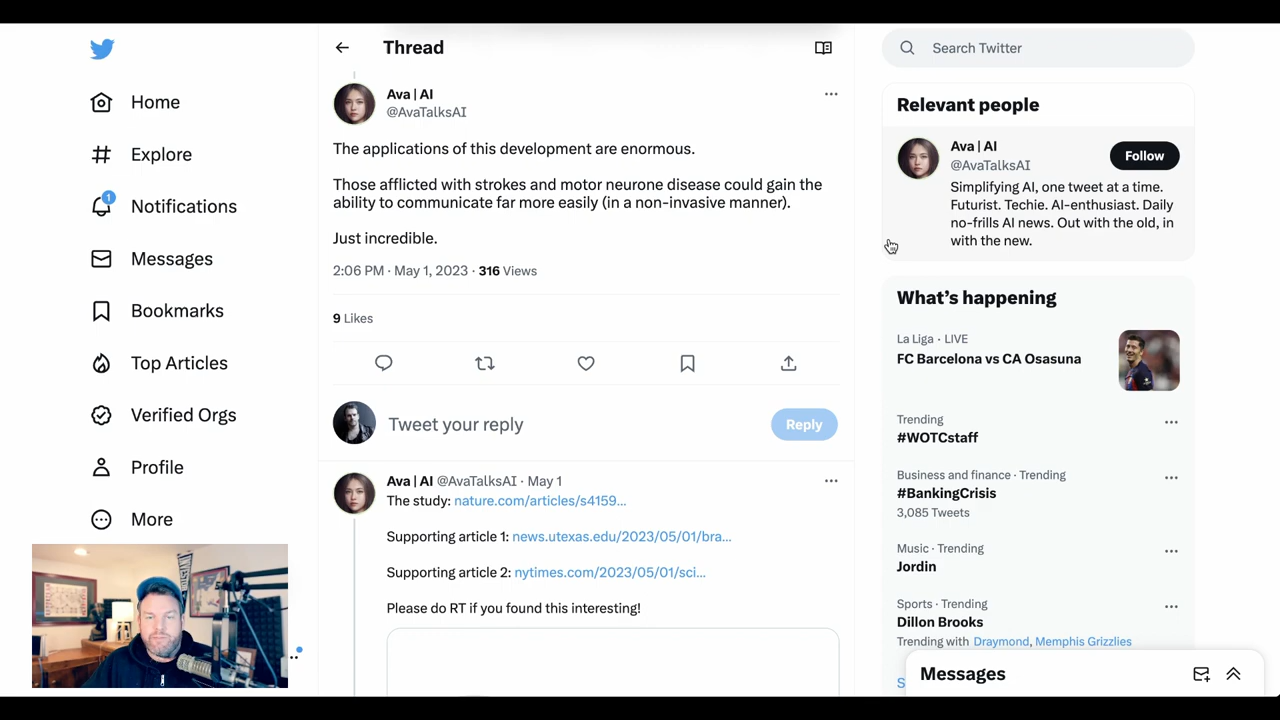 Home
Explore
1
Notifications
Messages
Bookmarks
Top Articles
Verified Orgs
Profile
More
Thread
Ava | AI
@AvaTalksAI
The applications of this development are enormous.
Those afflicted with strokes and motor neurone disease could gain the
ability to communicate far more easily (in a non-invasive manner).
Just incredible.
2:06 PM · May 1, 2023 · 316 Views
9 Likes
Tweet your reply
Reply
Ava | AI @AvaTalksAI · May 1
The study: nature.com/articles/s4159...
Supporting article 1: news.utexas.edu/2023/05/01/bra...
Supporting article 2: nytimes.com/2023/05/01/sci...
Please do RT if you found this interesting!
Search Twitter
Relevant people
Ava | AI
@AvaTalksAI
Follow
Simplifying AI, one tweet at a time.
Futurist. Techie. AI-enthusiast. Daily
no-frills AI news. Out with the old, in
with the new.
What's happening
La Liga · LIVE
FC Barcelona vs CA Osasuna
Trending
#WOTCstaff
Business and finance · Trending
#BankingCrisis
3,085 Tweets
Music · Trending
Jordin
Sports · Trending
Dillon Brooks
Trending with Draymond, Memphis Grizzlies
Messages